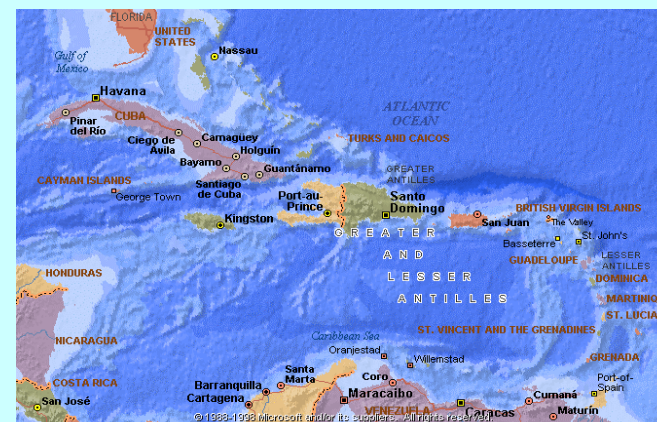 FLORIDA
UNITED
STATES
Nassau
Gulf of
Mexico
Havana
ATLANTIC
OCEAN
Pinar
del Río
CUBA
TURKS AND CAICOS
Ciego de
Avila
Camagüey
Holguín
Bayamo
Guantánamo
GREATER
ANTILLES
CAYMAN ISLANDS
George Town
Santiago
de Cuba
Port-au-
Prince
Santo
Domingo
BRITISH VIRGIN ISLANDS
Kingston
San Juan
The Valley
GREATER
Basseterre
St. John's
AND
GUADELOUPE
LESSER
ANTILLES
HONDURAS
LESSER
DOMINICA
ANTILLES
MARTINIQ
ST. LUCIA
NICARAGUA
Caribbean Sea
ST. VINCENT AND THE GRENADINES
Oranjestad
Willemstad
GRENADA
COSTA RICA
Santa
Marta
Coro
Port-of-
Spain
Barranquilla
Cartagena
Maracaibo
Cumaná
San José
VENEZUELA
Caracas
Maturín
© 1988-1998 Microsoft and/or its suppliers. All rights reserved.